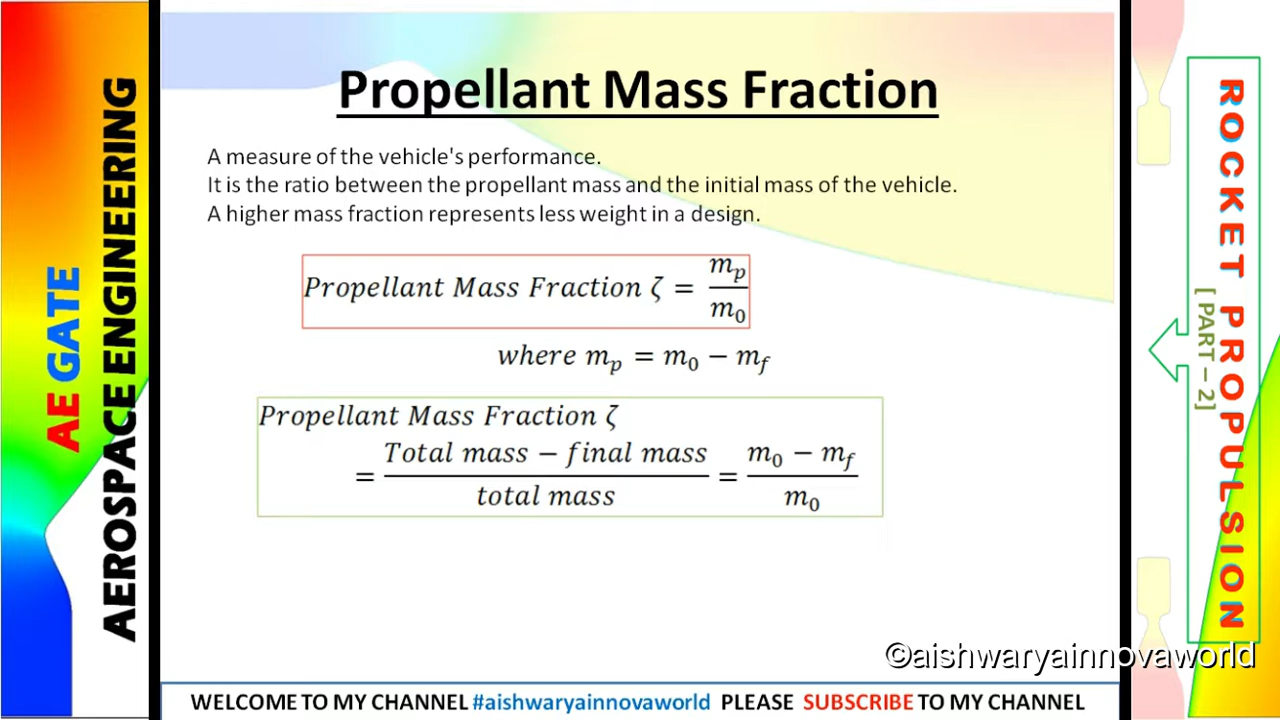 AE GATE
AEROSPACE ENGINEERING
Propellant Mass Fraction
A measure of the vehicle's performance.
It is the ratio between the propellant mass and the initial mass of the vehicle.
A higher mass fraction represents less weight in a design.
Propellant Mass Fraction ζ = m_p / m_0
where m_p = m_0 − m_f
Propellant Mass Fraction ζ
= Total mass − final mass / total mass = m_0 − m_f / m_0
ROCKET PROPULSION
[ PART – 2]
©aishwaryainnovaworld
WELCOME TO MY CHANNEL #aishwaryainnovaworld PLEASE SUBSCRIBE TO MY CHANNEL